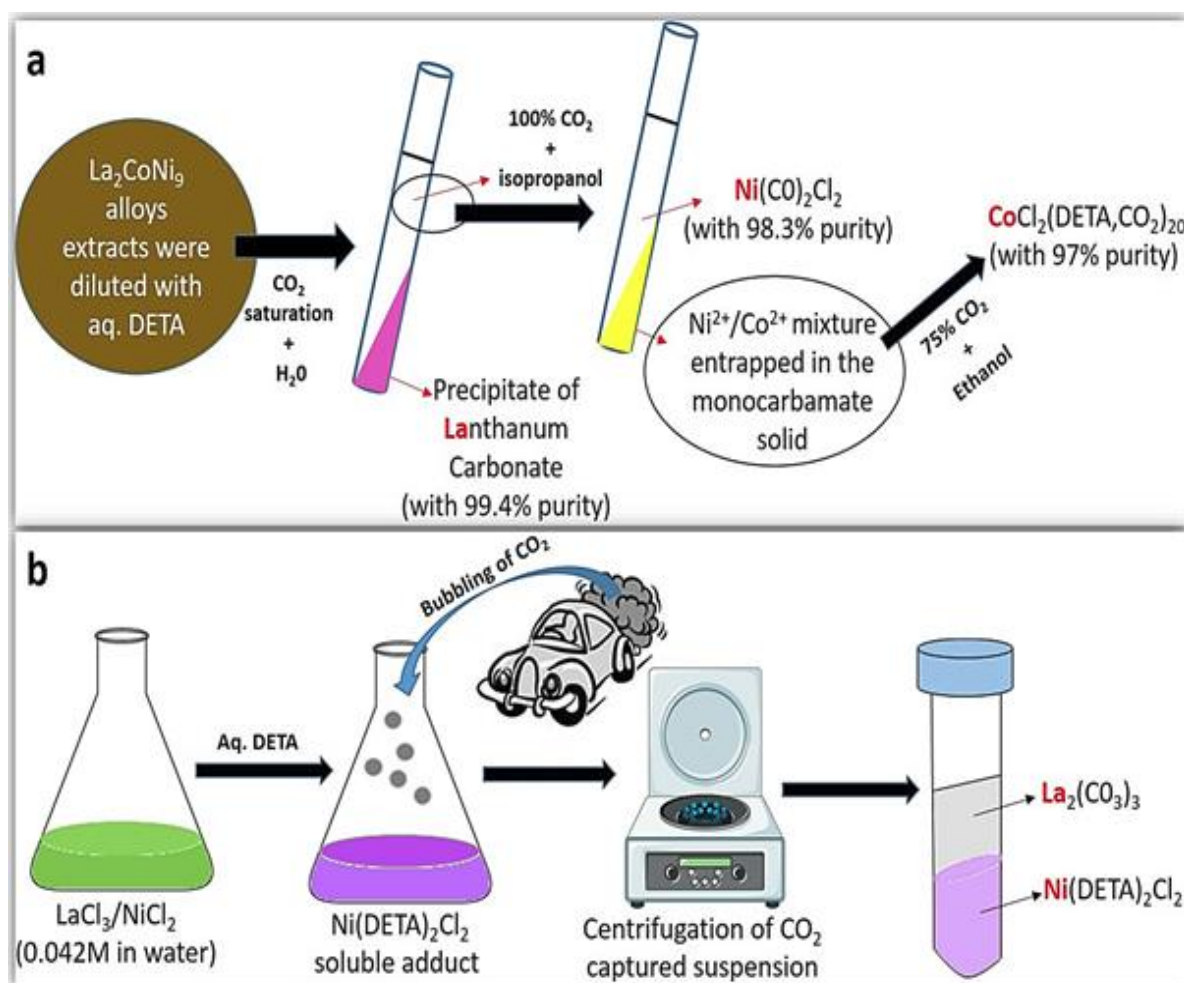 a
La₂CoNi₉
alloys
extracts were
diluted with
aq. DETA
CO₂
saturation
+
H₂0
Precipitate of
Lanthanum
Carbonate
(with 99.4% purity)
100% CO₂
+
isopropanol
Ni(C0)₂Cl₂
(with 98.3% purity)
Ni²⁺/Co²⁺ mixture
entrapped in the
monocarbamate
solid
75% CO₂
+
Ethanol
CoCl₂(DETA,CO₂)₂₀
(with 97% purity)
b
LaCl₃/NiCl₂
(0.042M in water)
Aq. DETA
Bubbling of CO₂
Ni(DETA)₂Cl₂
soluble adduct
Centrifugation of CO₂
captured suspension
La₂(C0₃)₃
Ni(DETA)₂Cl₂